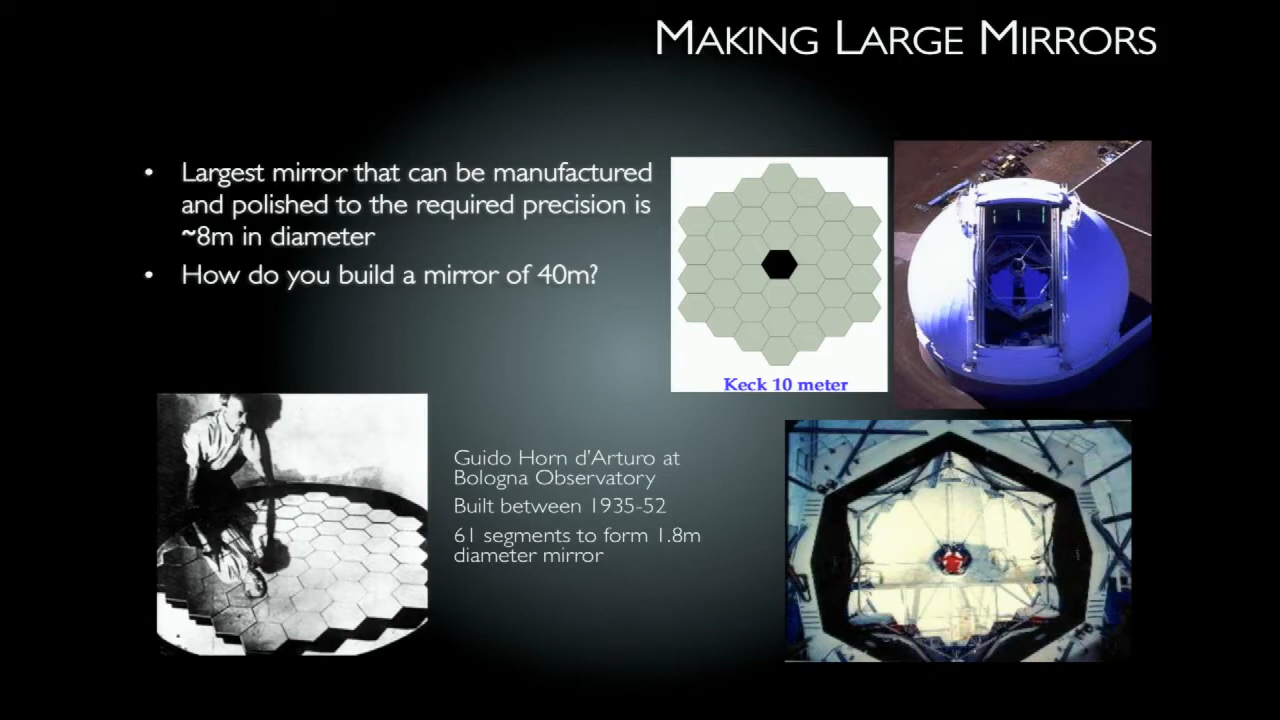 MAKING LARGE MIRRORS
• Largest mirror that can be manufactured
and polished to the required precision is
~8m in diameter
• How do you build a mirror of 40m?
Keck 10 meter
Guido Horn d'Arturo at
Bologna Observatory
Built between 1935-52
61 segments to form 1.8m
diameter mirror